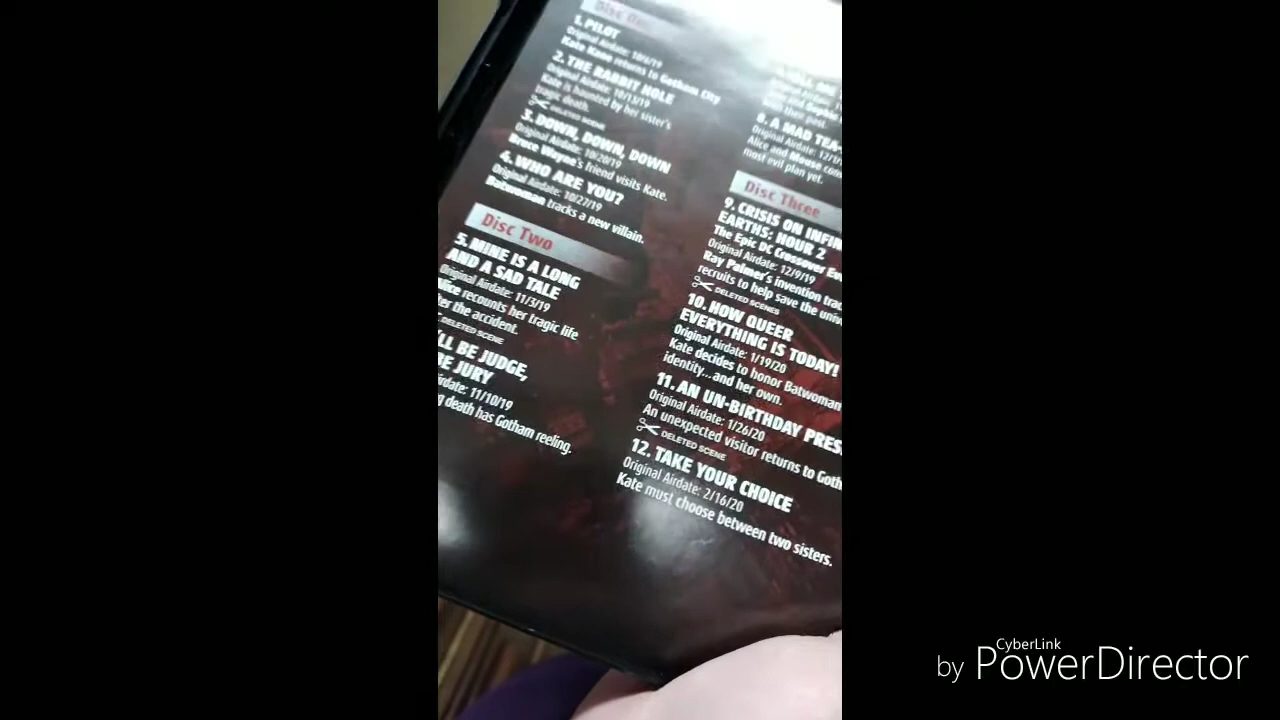 Disc
1. PILOT
Original Airdate: 10/6/19
Kate Kane returns to Gotham City
2. THE RABBIT HOLE
Original Airdate: 10/13/19
Kate is haunted by her sister's
tragic death.
DELETED SCENE
3. DOWN, DOWN, DOWN
Original Airdate: 10/20/19
Bruce Wayne's friend visits Kate.
4. WHO ARE YOU?
Original Airdate: 10/27/19
Batwoman tracks a new villain.
Disc Two
5. MINE IS A LONG
AND A SAD TALE
Original Airdate: 11/3/19
Alice recounts her tragic life
the accident.
DELETED SCENE
BE JUDGE,
JURY
11/10/19
death has Gotham reeling.
their past.
8. A MAD TEA-
Original Airdate: 12/1/
Alice and Mouse
most evil plan yet.
Disc Three
9. CRISIS ON INFIN
EARTHS: HOUR 2
The Epic DC Crossover Eve
Original Airdate: 12/9/19
Ray Palmer's invention trac
recruits to help save the univ
DELETED SCENES
10. HOW QUEER
EVERYTHING IS TODAY!
Original Airdate: 1/19/20
Kate decides to honor Batwoman
identity...and her own.
11. AN UN-BIRTHDAY PRES
Original Airdate: 1/26/20
An unexpected visitor returns to Goth
DELETED SCENE
12. TAKE YOUR CHOICE
Original Airdate: 2/16/20
Kate must choose between two sisters.
CyberLink
by PowerDirector